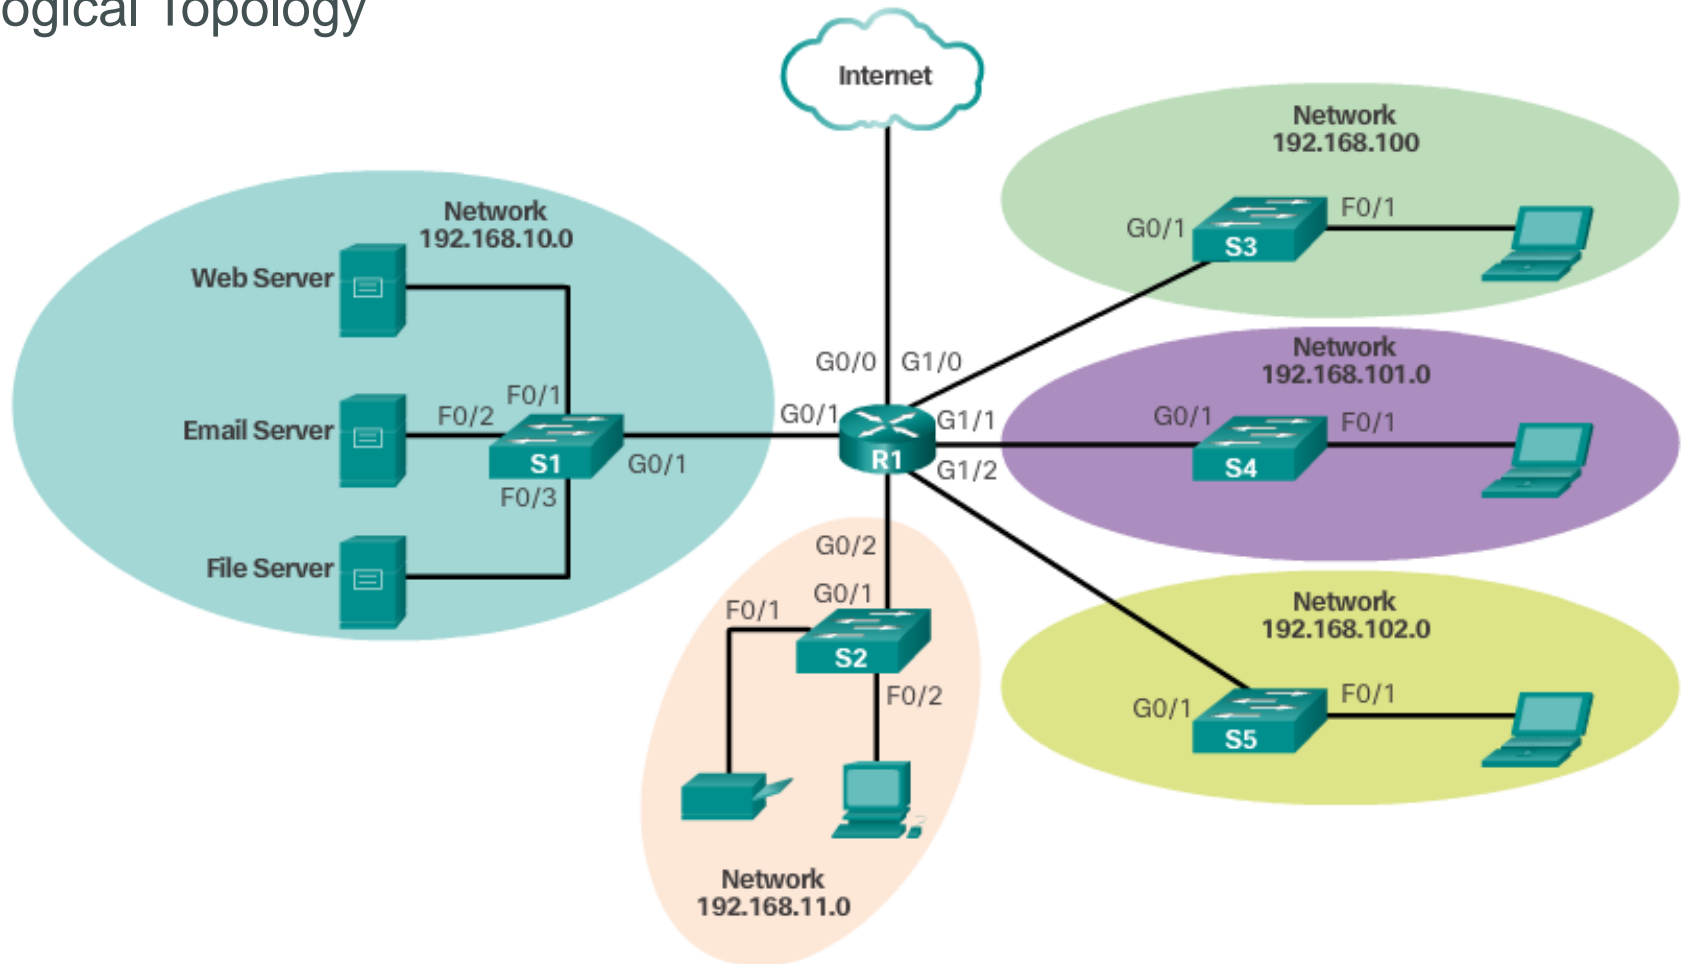 ogical Topology
Internet
Network
192.168.100
G0/1
S3
F0/1
Network
192.168.10.0
Web Server
Email Server
File Server
F0/1
F0/2
S1
G0/1
F0/3
G0/0
G1/0
G0/1
R1
G1/1
G1/2
G0/2
Network
192.168.101.0
G0/1
S4
F0/1
G0/1
F0/1
S2
F0/2
Network
192.168.11.0
Network
192.168.102.0
G0/1
S5
F0/1